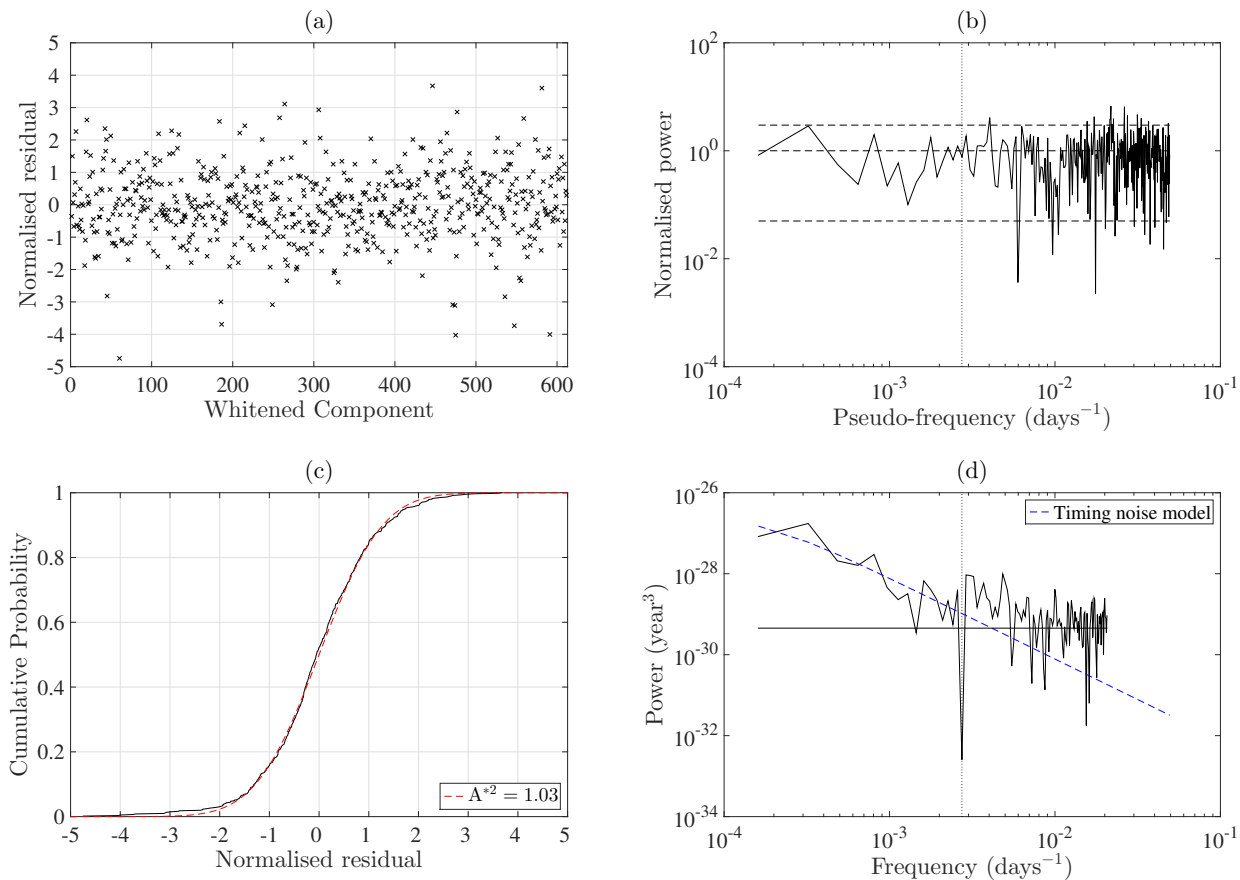 (a)
5
4
3
2
1
0
-1
-2
-3
-4
-5
Normalised residual
0 100 200 300 400 500 600
Whitened Component
(b)
10^2
10^0
10^-2
10^-4
Normalised power
10^-4 10^-3 10^-2 10^-1
Pseudo-frequency (days^-1)
(c)
1
0.8
0.6
0.4
0.2
0
Cumulative Probability
A*2 = 1.03
-5 -4 -3 -2 -1 0 1 2 3 4 5
Normalised residual
(d)
10^-26
10^-28
10^-30
10^-32
10^-34
Power (year^3)
Timing noise model
10^-4 10^-3 10^-2 10^-1
Frequency (days^-1)